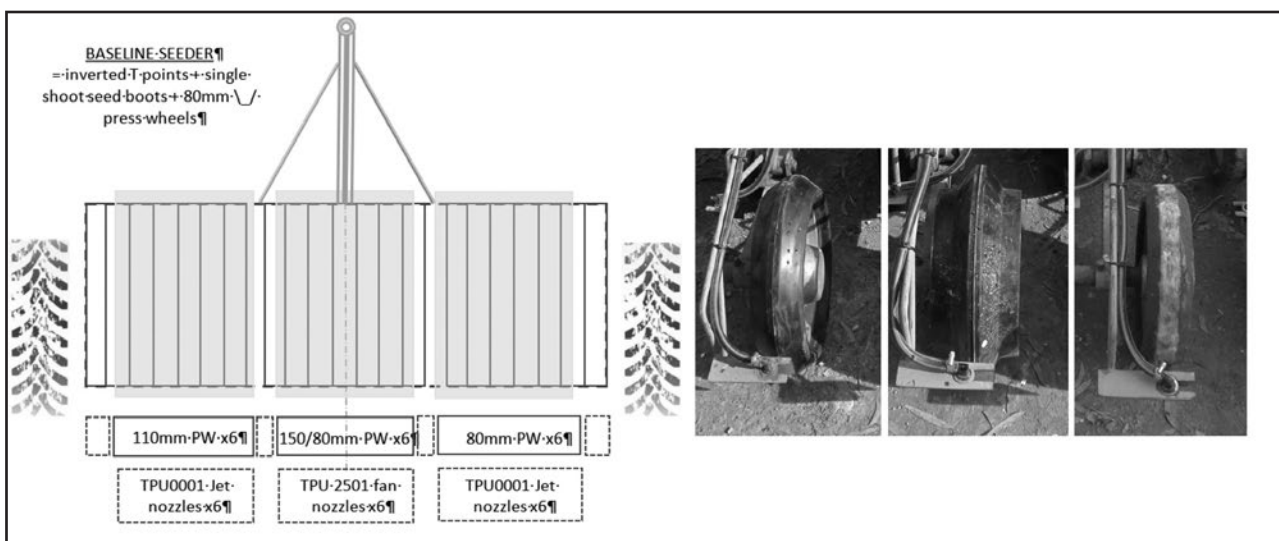 BASELINE·SEEDER¶
=·inverted·T·points+·single·
shoot·seed·boots·+·80mm·\_/·
press·wheels¶
110mm·PW·x6¶
150/80mm·PW·x6¶
80mm·PW·x6¶
TPU0001·Jet·
nozzles·x6¶
TPU·2501·fan·
nozzles·x6¶
TPU0001·Jet·
nozzles·x6¶